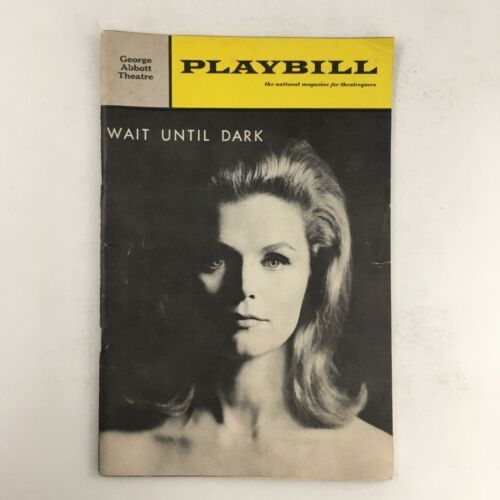 George
Abbott
Theatre
PLAYBILL
the national magazine for theatregoers
WAIT UNTIL DARK